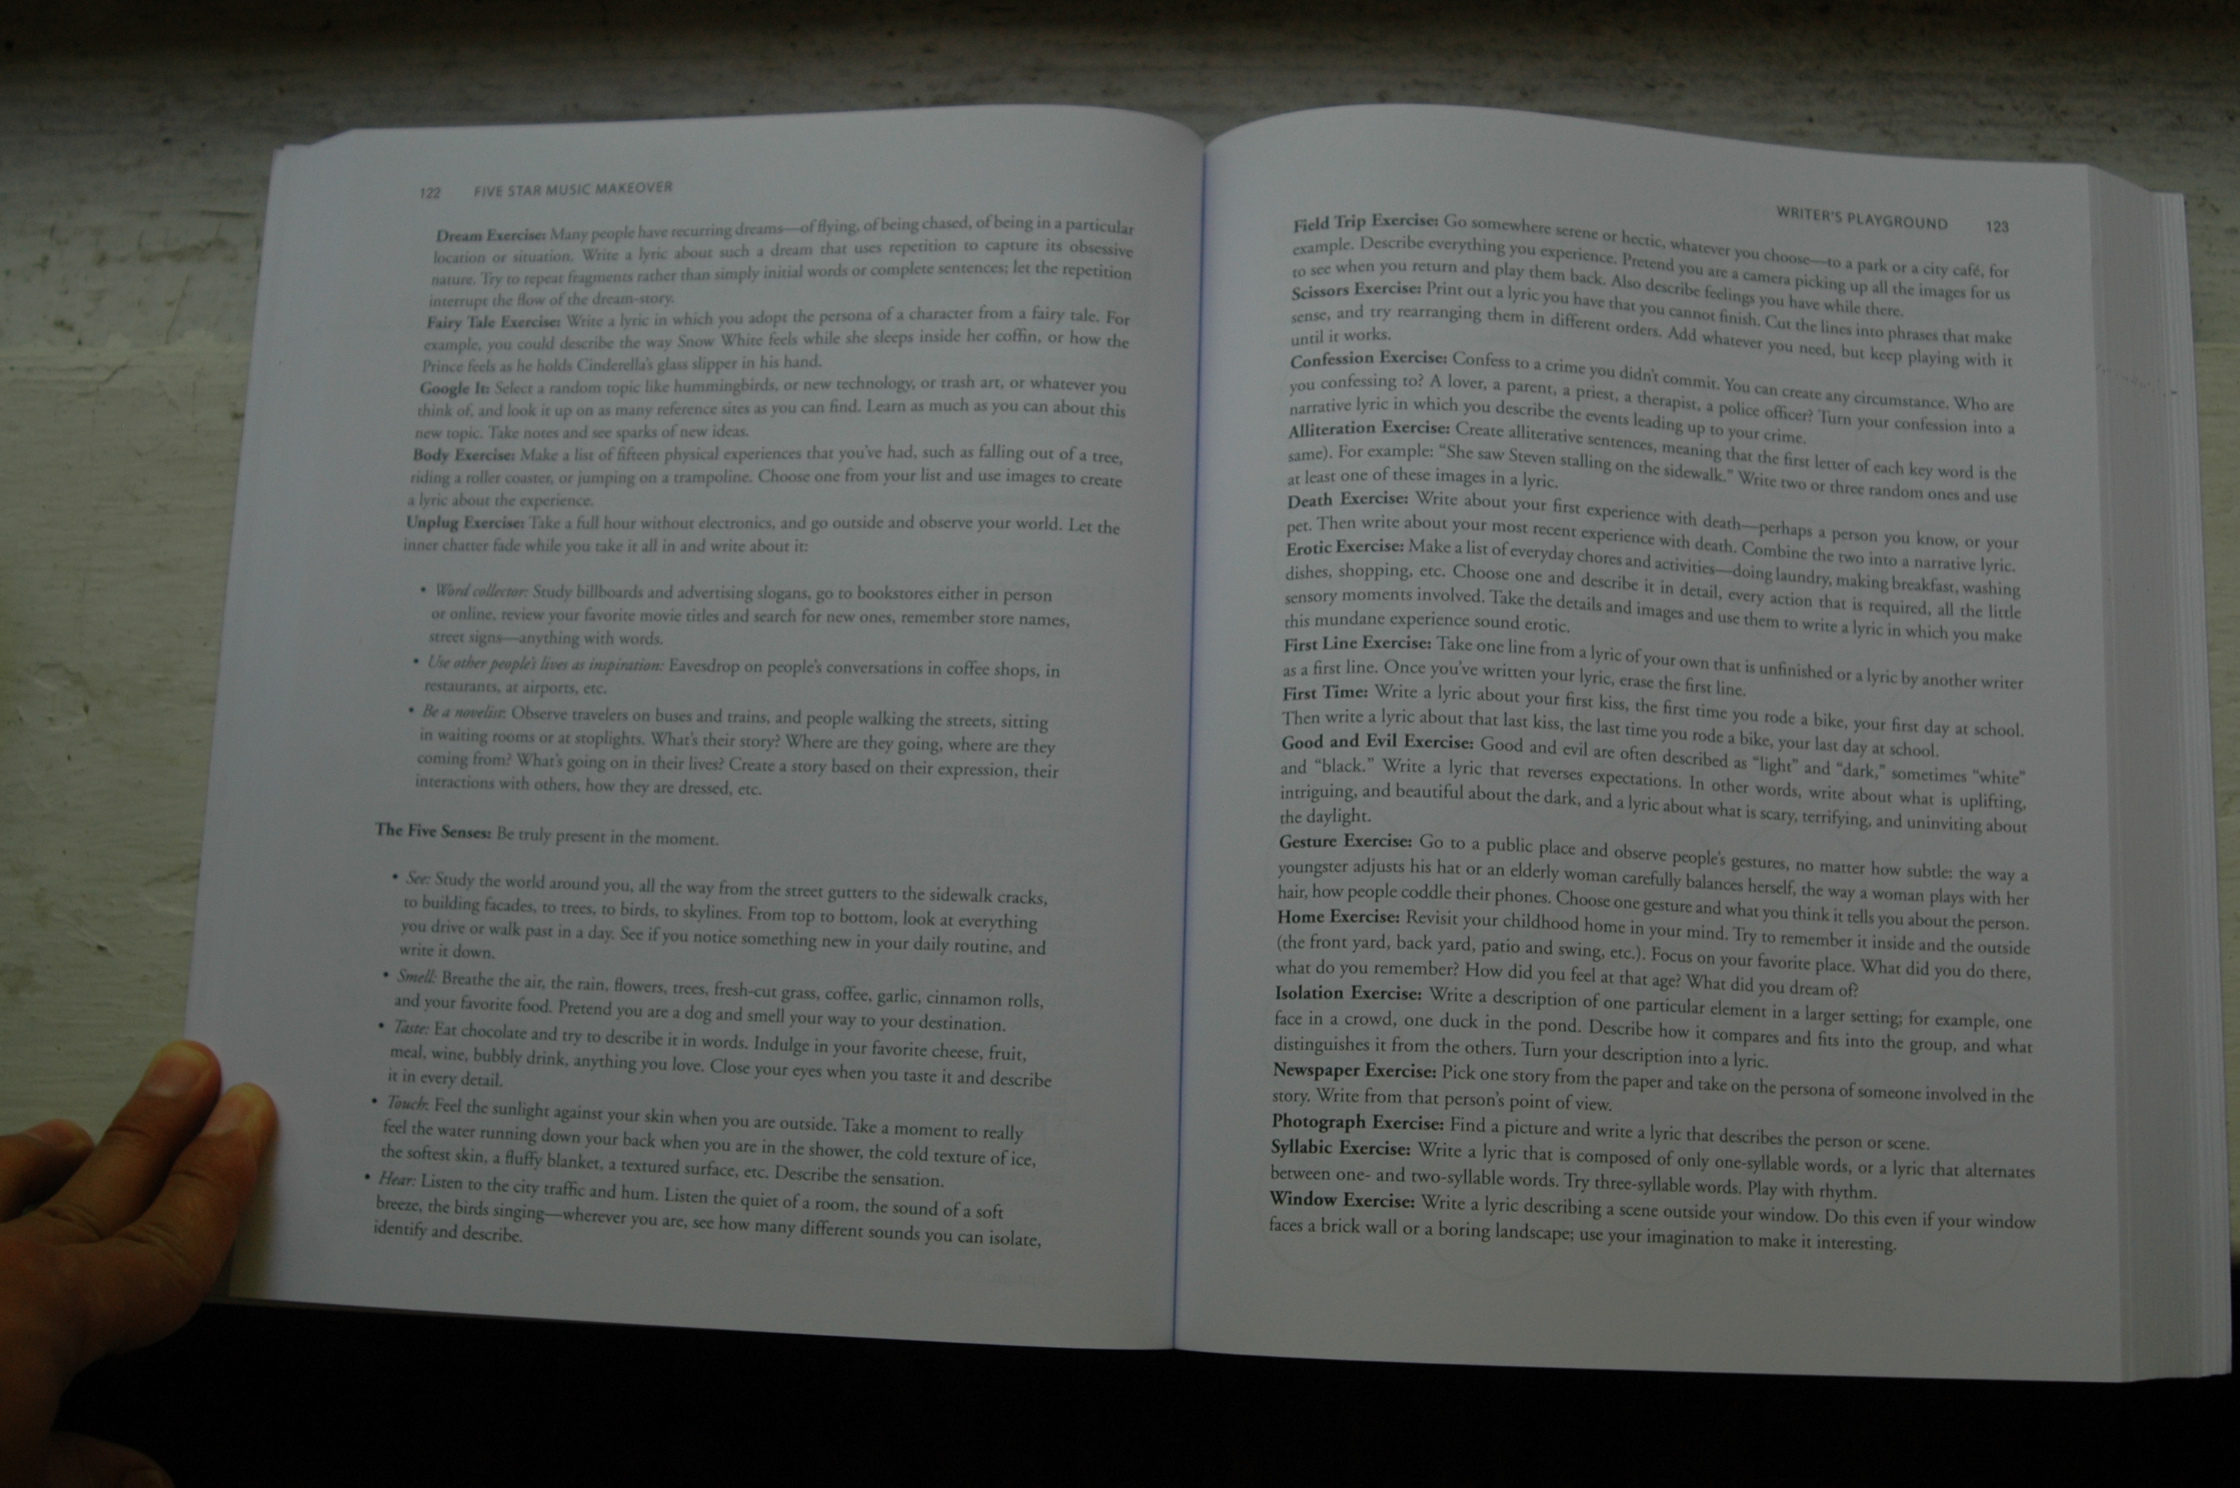 122 FIVE STAR MUSIC MAKEOVER
Dream Exercise: Many people have recurring dreams—of flying, of being chased, of being in a particular
location or situation. Write a lyric about such a dream that uses repetition to capture its obsessive
nature. Try to repeat fragments rather than simply initial words or complete sentences; let the repetition
interrupt the flow of the dream-story.
Fairy Tale Exercise: Write a lyric in which you adopt the persona of a character from a fairy tale. For
example, you could describe the way Snow White feels while she sleeps inside her coffin, or how the
Prince feels as he holds Cinderella's glass slipper in his hand.
Google It: Select a random topic like hummingbirds, or new technology, or trash art, or whatever you
think of, and look it up on as many reference sites as you can find. Learn as much as you can about this
new topic. Take notes and see sparks of new ideas.
Body Exercise: Make a list of fifteen physical experiences that you've had, such as falling out of a tree,
riding a roller coaster, or jumping on a trampoline. Choose one from your list and use images to create
a lyric about the experience.
Unplug Exercise: Take a full hour without electronics, and go outside and observe your world. Let the
inner chatter fade while you take it all in and write about it:
• Word collector: Study billboards and advertising slogans, go to bookstores either in person
or online, review your favorite movie titles and search for new ones, remember store names,
street signs—anything with words.
• Use other people's lives as inspiration: Eavesdrop on people's conversations in coffee shops, in
restaurants, at airports, etc.
• Be a novelist: Observe travelers on buses and trains, and people walking the streets, sitting
in waiting rooms or at stoplights. What's their story? Where are they going, where are they
coming from? What's going on in their lives? Create a story based on their expression, their
interactions with others, how they are dressed, etc.
The Five Senses: Be truly present in the moment.
• See: Study the world around you, all the way from the street gutters to the sidewalk cracks,
to building facades, to trees, to birds, to skylines. From top to bottom, look at everything
you drive or walk past in a day. See if you notice something new in your daily routine, and
write it down.
• Smell: Breathe the air, the rain, flowers, trees, fresh-cut grass, coffee, garlic, cinnamon rolls,
and your favorite food. Pretend you are a dog and smell your way to your destination.
• Taste: Eat chocolate and try to describe it in words. Indulge in your favorite cheese, fruit,
meal, wine, bubbly drink, anything you love. Close your eyes when you taste it and describe
it in every detail.
• Touch: Feel the sunlight against your skin when you are outside. Take a moment to really
feel the water running down your back when you are in the shower, the cold texture of ice,
the softest skin, a fluffy blanket, a textured surface, etc. Describe the sensation.
• Hear: Listen to the city traffic and hum. Listen the quiet of a room, the sound of a soft
breeze, the birds singing—wherever you are, see how many different sounds you can isolate,
identify and describe.
WRITER'S PLAYGROUND 123
Field Trip Exercise: Go somewhere serene or hectic, whatever you choose—to a park or a city café, for
example. Describe everything you experience. Pretend you are a camera picking up all the images for us
to see when you return and play them back. Also describe feelings you have while there.
Scissors Exercise: Print out a lyric you have that you cannot finish. Cut the lines into phrases that make
sense, and try rearranging them in different orders. Add whatever you need, but keep playing with it
until it works.
Confession Exercise: Confess to a crime you didn't commit. You can create any circumstance. Who are
you confessing to? A lover, a parent, a priest, a therapist, a police officer? Turn your confession into a
narrative lyric in which you describe the events leading up to your crime.
Alliteration Exercise: Create alliterative sentences, meaning that the first letter of each key word is the
same). For example: "She saw Steven stalling on the sidewalk." Write two or three random ones and use
at least one of these images in a lyric.
Death Exercise: Write about your first experience with death—perhaps a person you know, or your
pet. Then write about your most recent experience with death. Combine the two into a narrative lyric.
Erotic Exercise: Make a list of everyday chores and activities—doing laundry, making breakfast, washing
dishes, shopping, etc. Choose one and describe it in detail, every action that is required, all the little
sensory moments involved. Take the details and images and use them to write a lyric in which you make
this mundane experience sound erotic.
First Line Exercise: Take one line from a lyric of your own that is unfinished or a lyric by another writer
as a first line. Once you've written your lyric, erase the first line.
First Time: Write a lyric about your first kiss, the first time you rode a bike, your first day at school.
Then write a lyric about that last kiss, the last time you rode a bike, your last day at school.
Good and Evil Exercise: Good and evil are often described as "light" and "dark," sometimes "white"
and "black." Write a lyric that reverses expectations. In other words, write about what is uplifting,
intriguing, and beautiful about the dark, and a lyric about what is scary, terrifying, and uninviting about
the daylight.
Gesture Exercise: Go to a public place and observe people's gestures, no matter how subtle: the way a
youngster adjusts his hat or an elderly woman carefully balances herself, the way a woman plays with her
hair, how people coddle their phones. Choose one gesture and what you think it tells you about the person.
Home Exercise: Revisit your childhood home in your mind. Try to remember it inside and the outside
(the front yard, back yard, patio and swing, etc.). Focus on your favorite place. What did you do there,
what do you remember? How did you feel at that age? What did you dream of?
Isolation Exercise: Write a description of one particular element in a larger setting; for example, one
face in a crowd, one duck in the pond. Describe how it compares and fits into the group, and what
distinguishes it from the others. Turn your description into a lyric.
Newspaper Exercise: Pick one story from the paper and take on the persona of someone involved in the
story. Write from that person's point of view.
Photograph Exercise: Find a picture and write a lyric that describes the person or scene.
Syllabic Exercise: Write a lyric that is composed of only one-syllable words, or a lyric that alternates
between one- and two-syllable words. Try three-syllable words. Play with rhythm.
Window Exercise: Write a lyric describing a scene outside your window. Do this even if your window
faces a brick wall or a boring landscape; use your imagination to make it interesting.